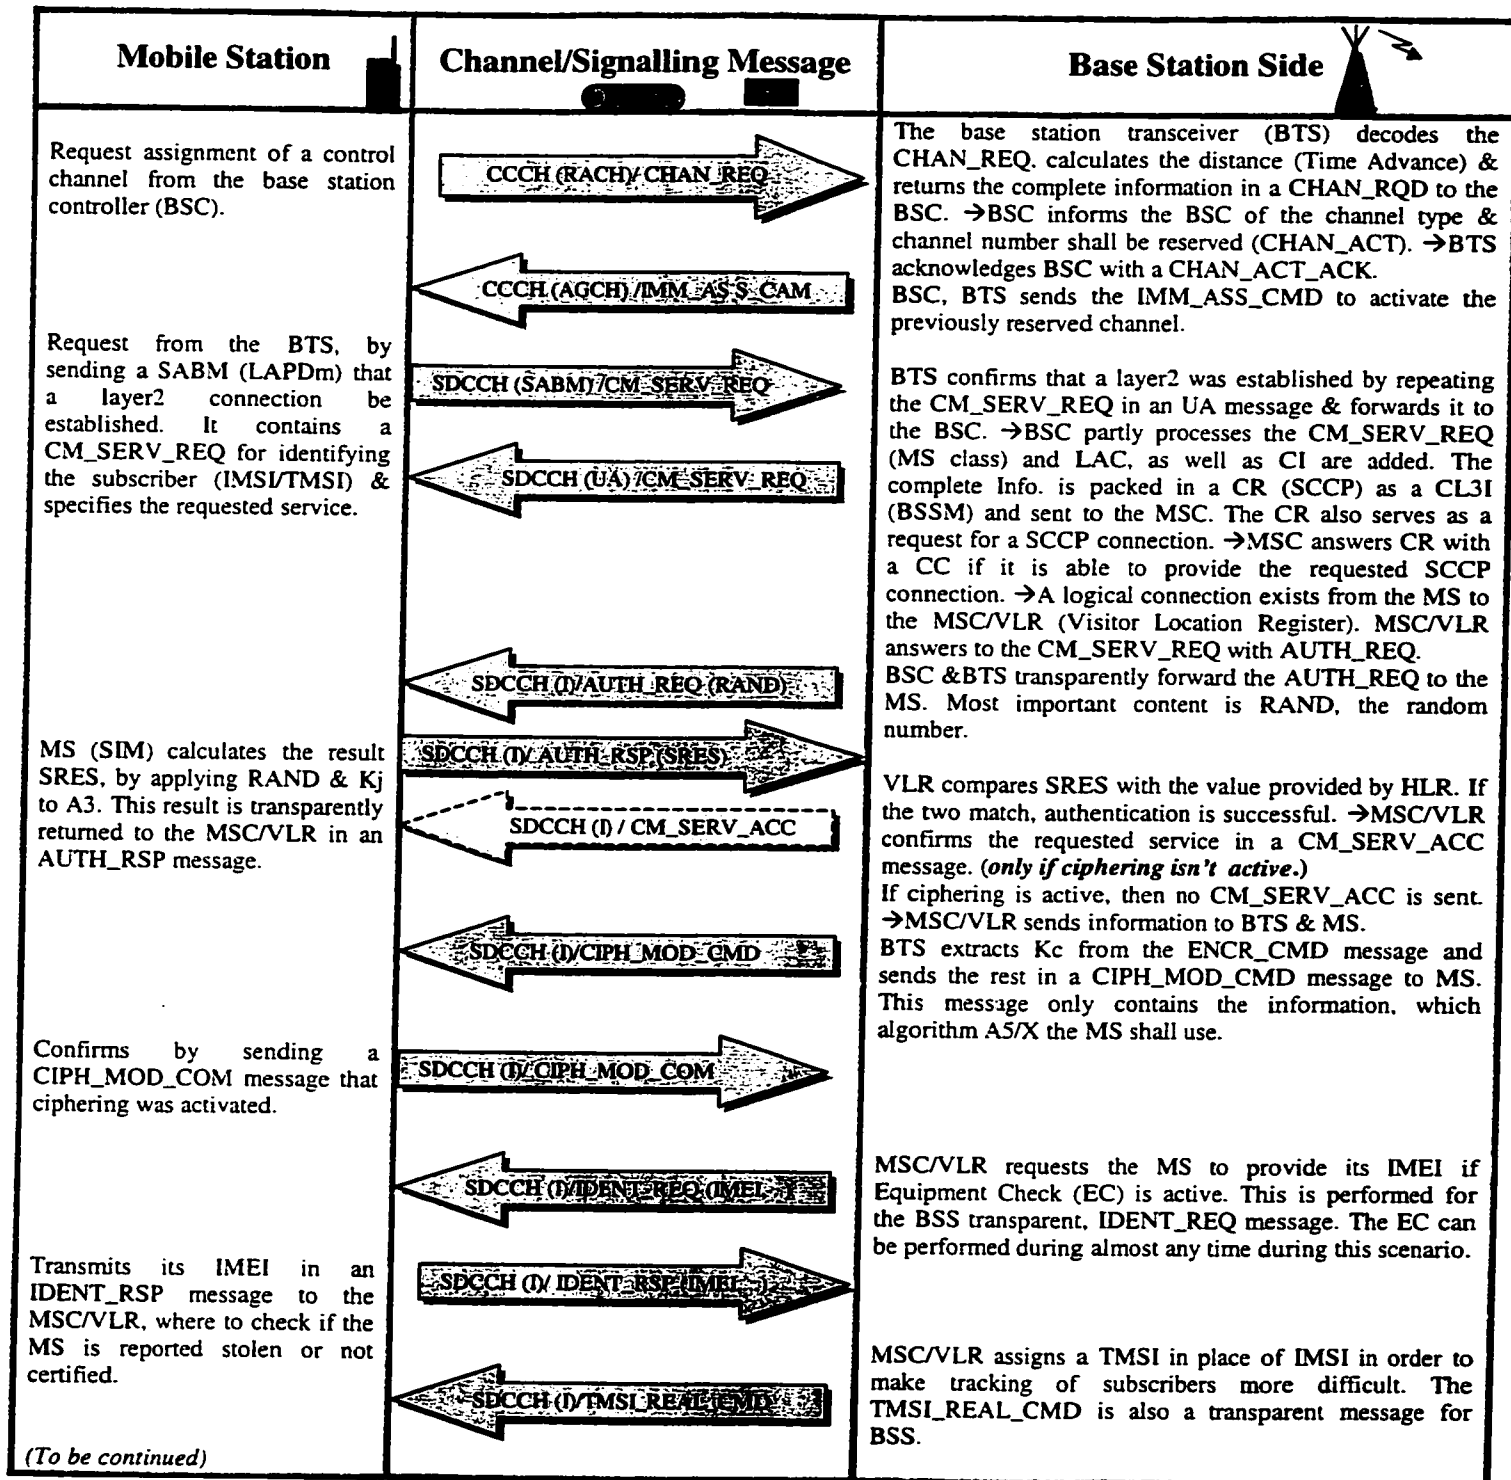 Mobile Station
Channel/Signalling Message
Base Station Side
Request assignment of a control
channel from the base station
controller (BSC).
CCCH (RACH)/ CHAN_REQ
The base station transceiver (BTS) decodes the
CHAN_REQ. calculates the distance (Time Advance) &
returns the complete information in a CHAN_RQD to the
BSC. →BSC informs the BSC of the channel type &
channel number shall be reserved (CHAN_ACT). →BTS
acknowledges BSC with a CHAN_ACT_ACK.
BSC, BTS sends the IMM_ASS_CMD to activate the
previously reserved channel.
CCCH (AGCH) /IMM_AS S_CAM
Request from the BTS, by
sending a SABM (LAPDm) that
a layer2 connection be
established. It contains a
CM_SERV_REQ for identifying
the subscriber (IMSI/TMSI) &
specifies the requested service.
SDCCH (SABM) /CM_SERV_REQ
SDCCH (UA) /CM_SERV_REQ
BTS confirms that a layer2 was established by repeating
the CM_SERV_REQ in an UA message & forwards it to
the BSC. →BSC partly processes the CM_SERV_REQ
(MS class) and LAC, as well as CI are added. The
complete Info. is packed in a CR (SCCP) as a CL3I
(BSSM) and sent to the MSC. The CR also serves as a
request for a SCCP connection. →MSC answers CR with
a CC if it is able to provide the requested SCCP
connection. →A logical connection exists from the MS to
the MSC/VLR (Visitor Location Register). MSC/VLR
answers to the CM_SERV_REQ with AUTH_REQ.
BSC &BTS transparently forward the AUTH_REQ to the
MS. Most important content is RAND, the random
number.
SDCCH (I)/AUTH_REQ (RAND)
MS (SIM) calculates the result
SRES, by applying RAND & Kj
to A3. This result is transparently
returned to the MSC/VLR in an
AUTH_RSP message.
SDCCH (I)/ AUTH-RSP (SRES)
SDCCH (I) / CM_SERV_ACC
VLR compares SRES with the value provided by HLR. If
the two match, authentication is successful. →MSC/VLR
confirms the requested service in a CM_SERV_ACC
message. (only if ciphering isn't active.)
If ciphering is active, then no CM_SERV_ACC is sent.
→MSC/VLR sends information to BTS & MS.
BTS extracts Kc from the ENCR_CMD message and
sends the rest in a CIPH_MOD_CMD message to MS.
This message only contains the information, which
algorithm A5/X the MS shall use.
SDCCH (I)/CIPH_MOD_CMD
Confirms by sending a
CIPH_MOD_COM message that
ciphering was activated.
SDCCH (I)/ CIPH_MOD_COM
SDCCH (I)/IDENT_REQ (IMEI
MSC/VLR requests the MS to provide its IMEI if
Equipment Check (EC) is active. This is performed for
the BSS transparent, IDENT_REQ message. The EC can
be performed during almost any time during this scenario.
Transmits its IMEI in an
IDENT_RSP message to the
MSC/VLR, where to check if the
MS is reported stolen or not
certified.
SDCCH (I)/ IDENT_RSP (IMEI
MSC/VLR assigns a TMSI in place of IMSI in order to
make tracking of subscribers more difficult. The
TMSI_REAL_CMD is also a transparent message for
BSS.
SDCCH (I)/TMSI_REAL_CMD
(To be continued)